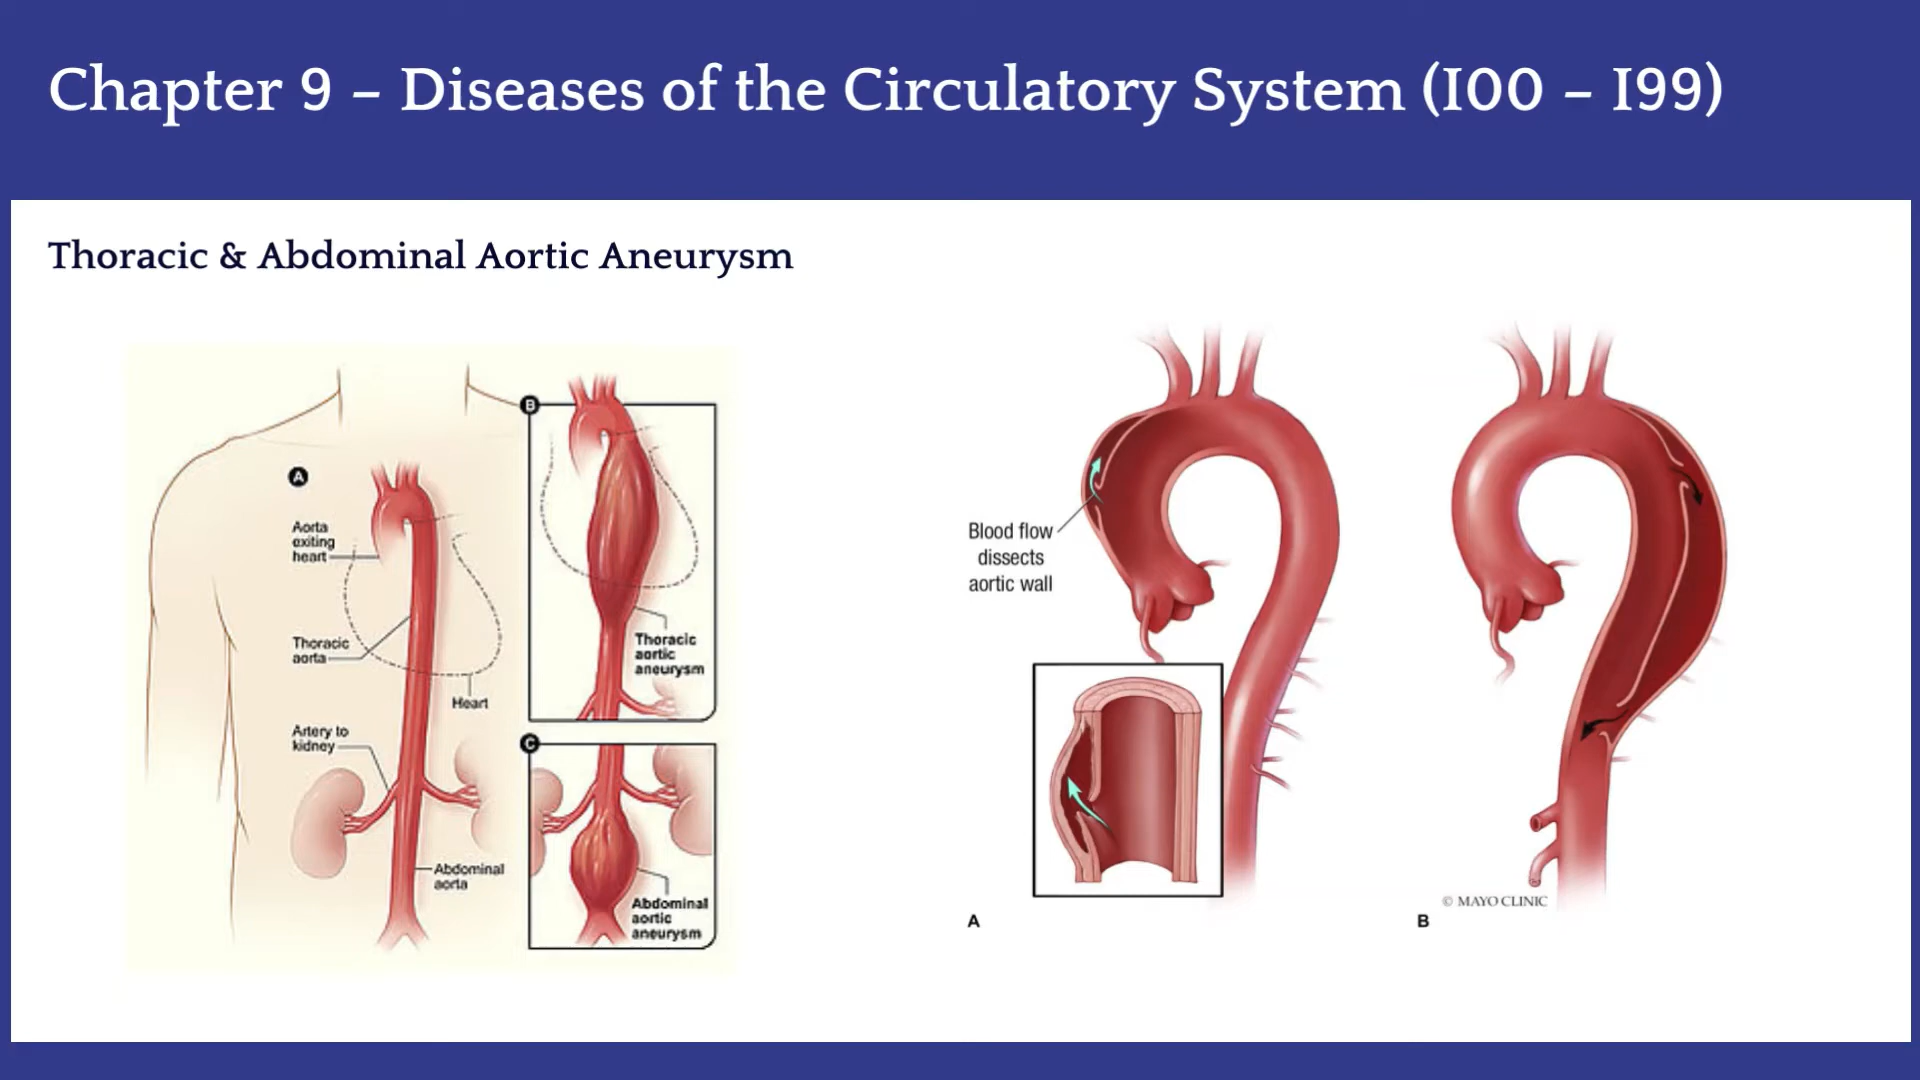 Chapter 9 – Diseases of the Circulatory System (I00 – I99)
Thoracic & Abdominal Aortic Aneurysm
A
Aorta
exiting
heart
Thoracic
aorta
Heart
Artery to
kidney
Abdominal
aorta
B
Thoracic
aortic
aneurysm
C
Abdominal
aortic
aneurysm
Blood flow
dissects
aortic wall
A
© MAYO CLINIC
B